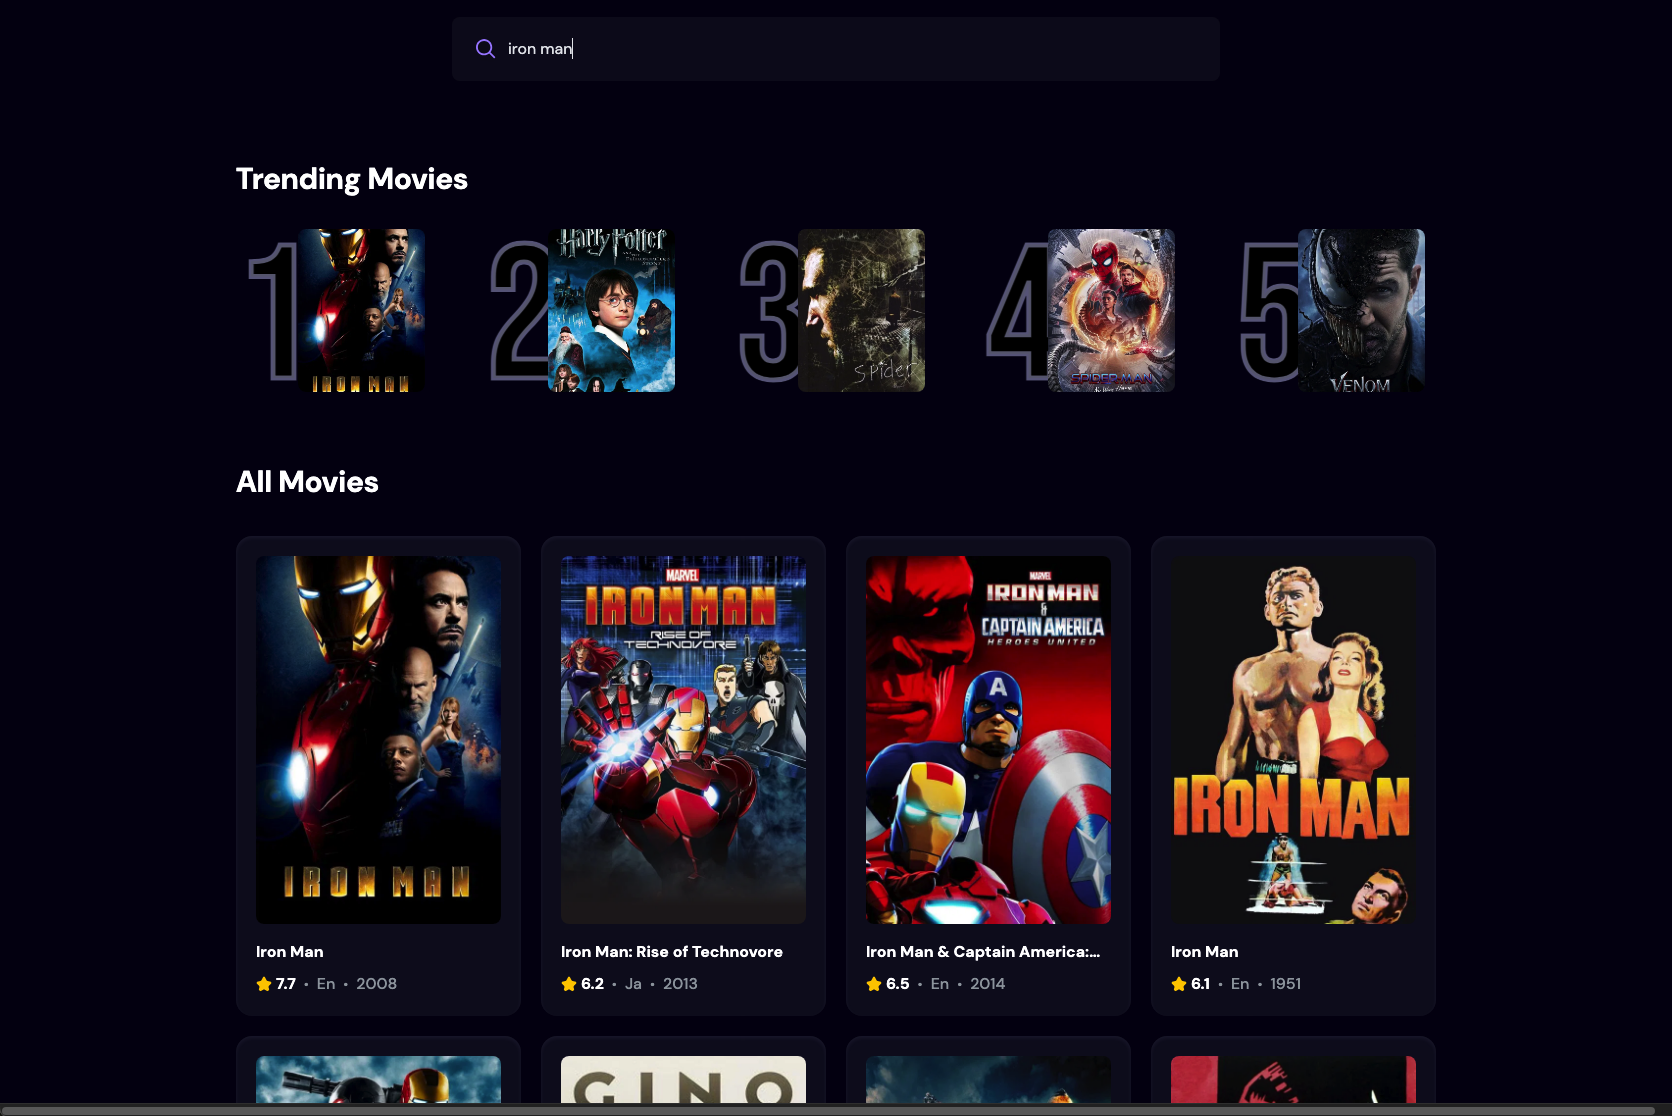 iron man
Trending Movies
1
IRON MAN
2
Harry Potter
3
Spider
4
SPIDER-MAN
No Way Home
5
VENOM
All Movies
IRON MAN
Iron Man
7.7 • En • 2008
MARVEL
IRON MAN
RISE OF
TECHNOVORE
Iron Man: Rise of Technovore
6.2 • Ja • 2013
MARVEL
IRON MAN
&
CAPTAIN AMERICA
HEROES UNITED
A
Iron Man & Captain America:...
6.5 • En • 2014
IRON MAN
Iron Man
6.1 • En • 1951
GINO